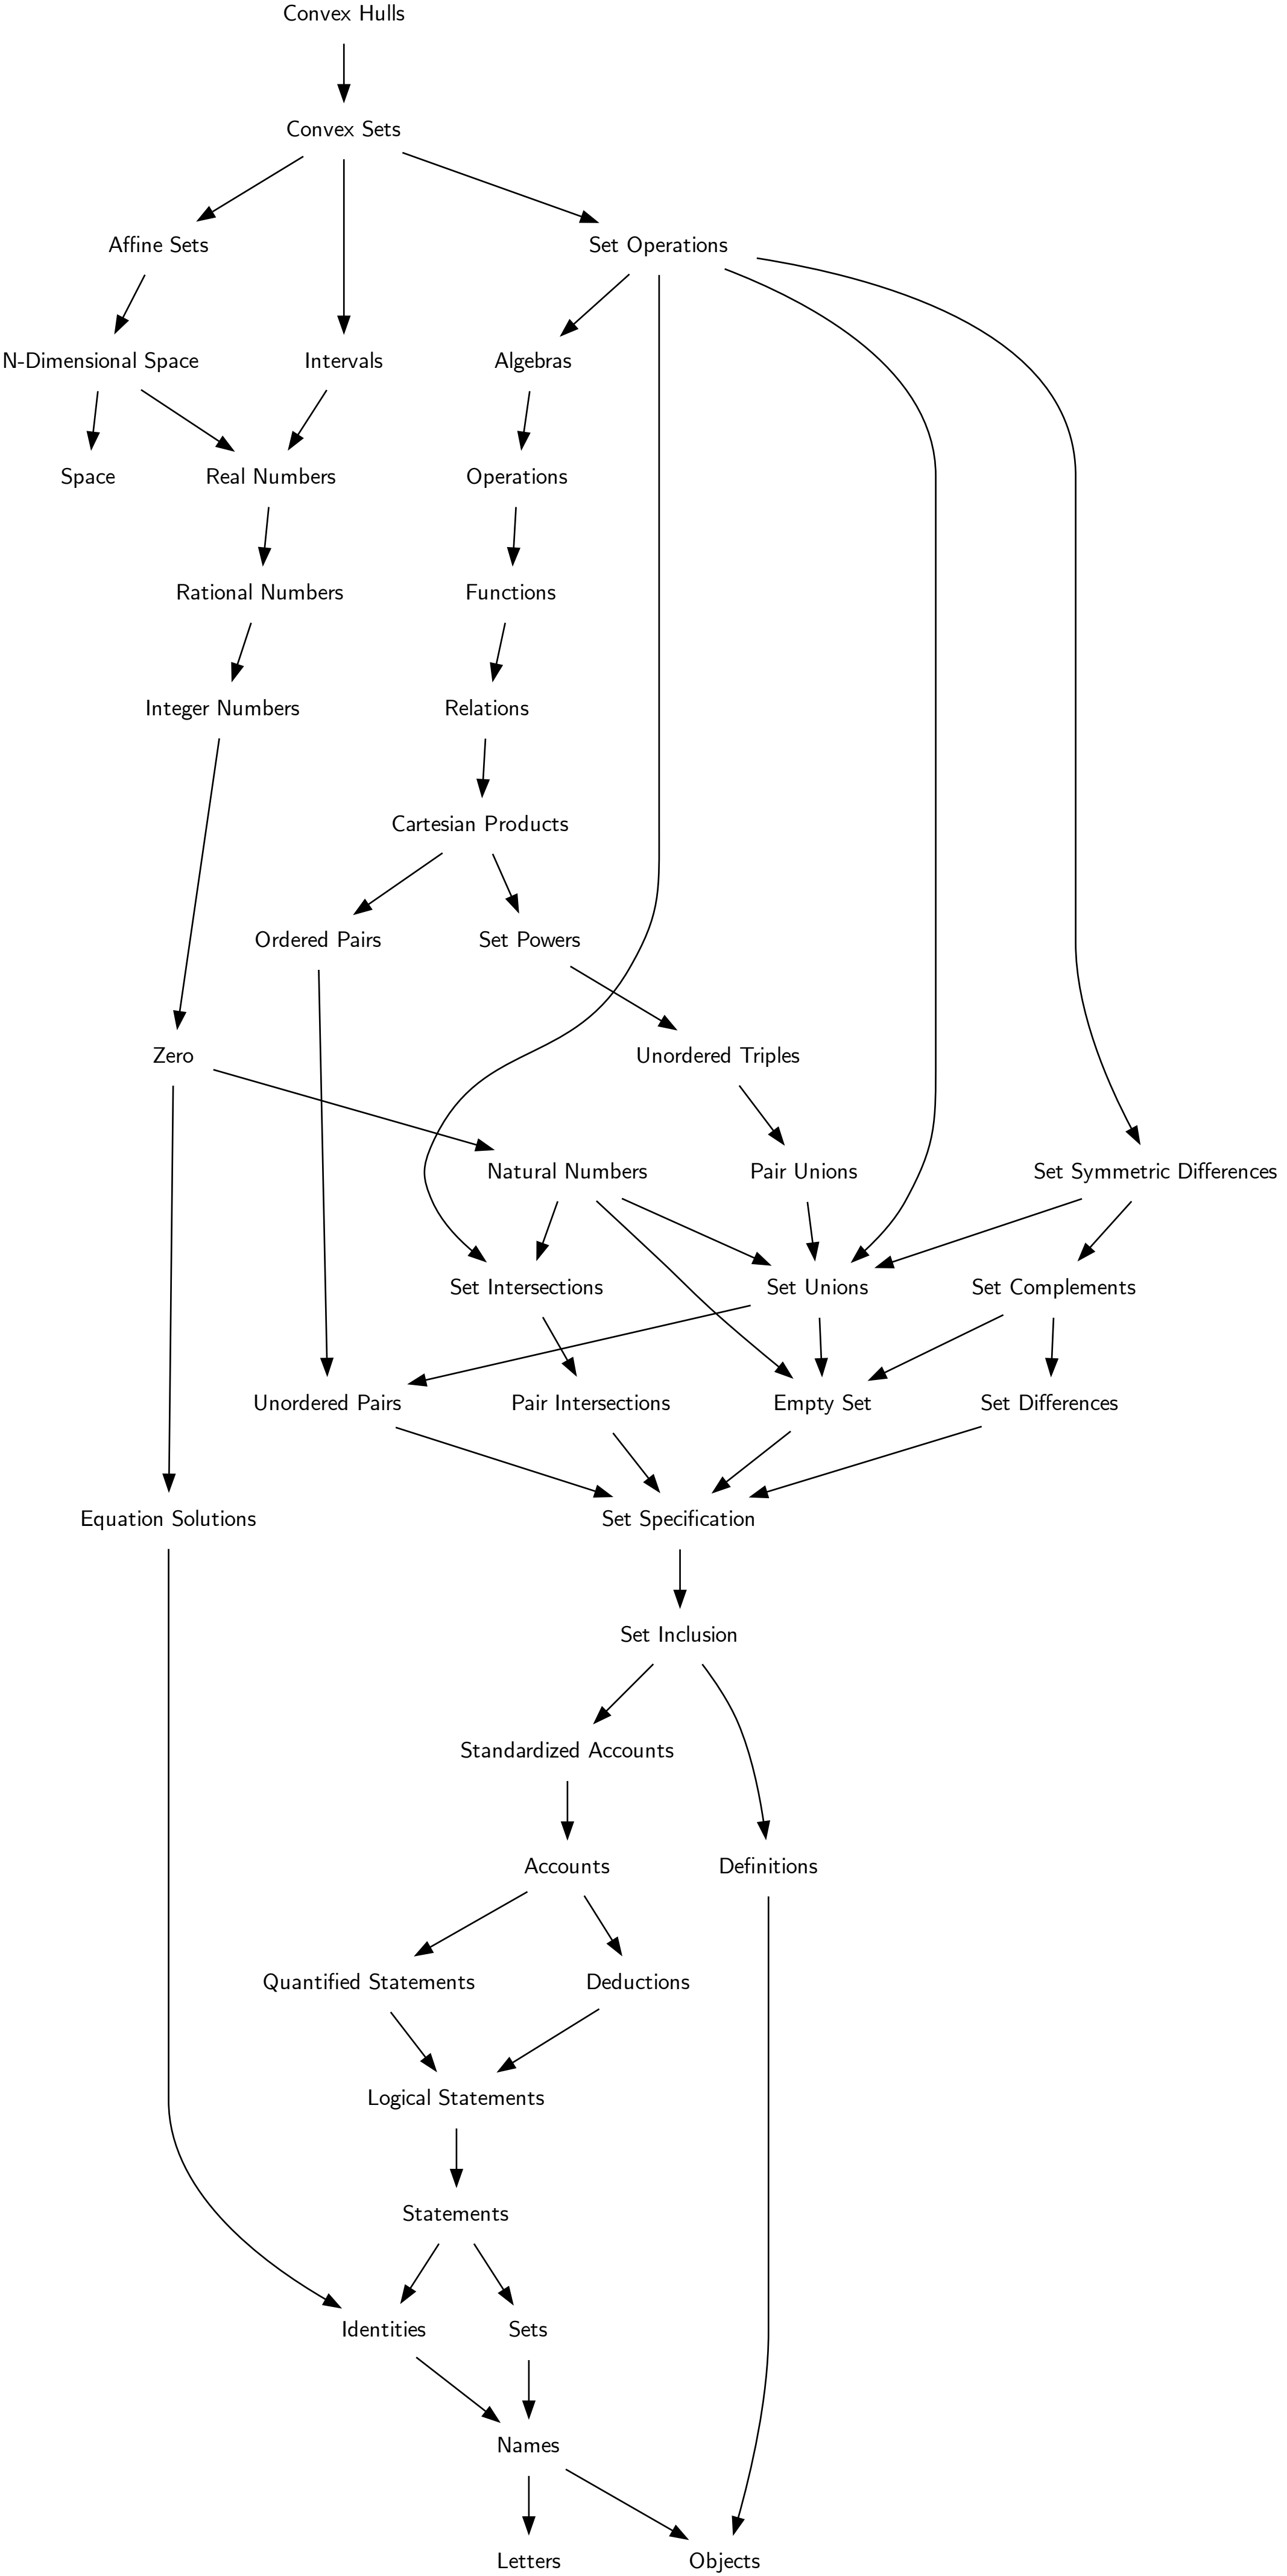 Convex Hulls
Convex Sets
Affine Sets
Set Operations
N-Dimensional Space
Intervals
Algebras
Space
Real Numbers
Operations
Rational Numbers
Functions
Integer Numbers
Relations
Cartesian Products
Ordered Pairs
Set Powers
Zero
Unordered Triples
Natural Numbers
Pair Unions
Set Symmetric Differences
Set Intersections
Set Unions
Set Complements
Unordered Pairs
Pair Intersections
Empty Set
Set Differences
Equation Solutions
Set Specification
Set Inclusion
Standardized Accounts
Accounts
Definitions
Quantified Statements
Deductions
Logical Statements
Statements
Identities
Sets
Names
Letters
Objects